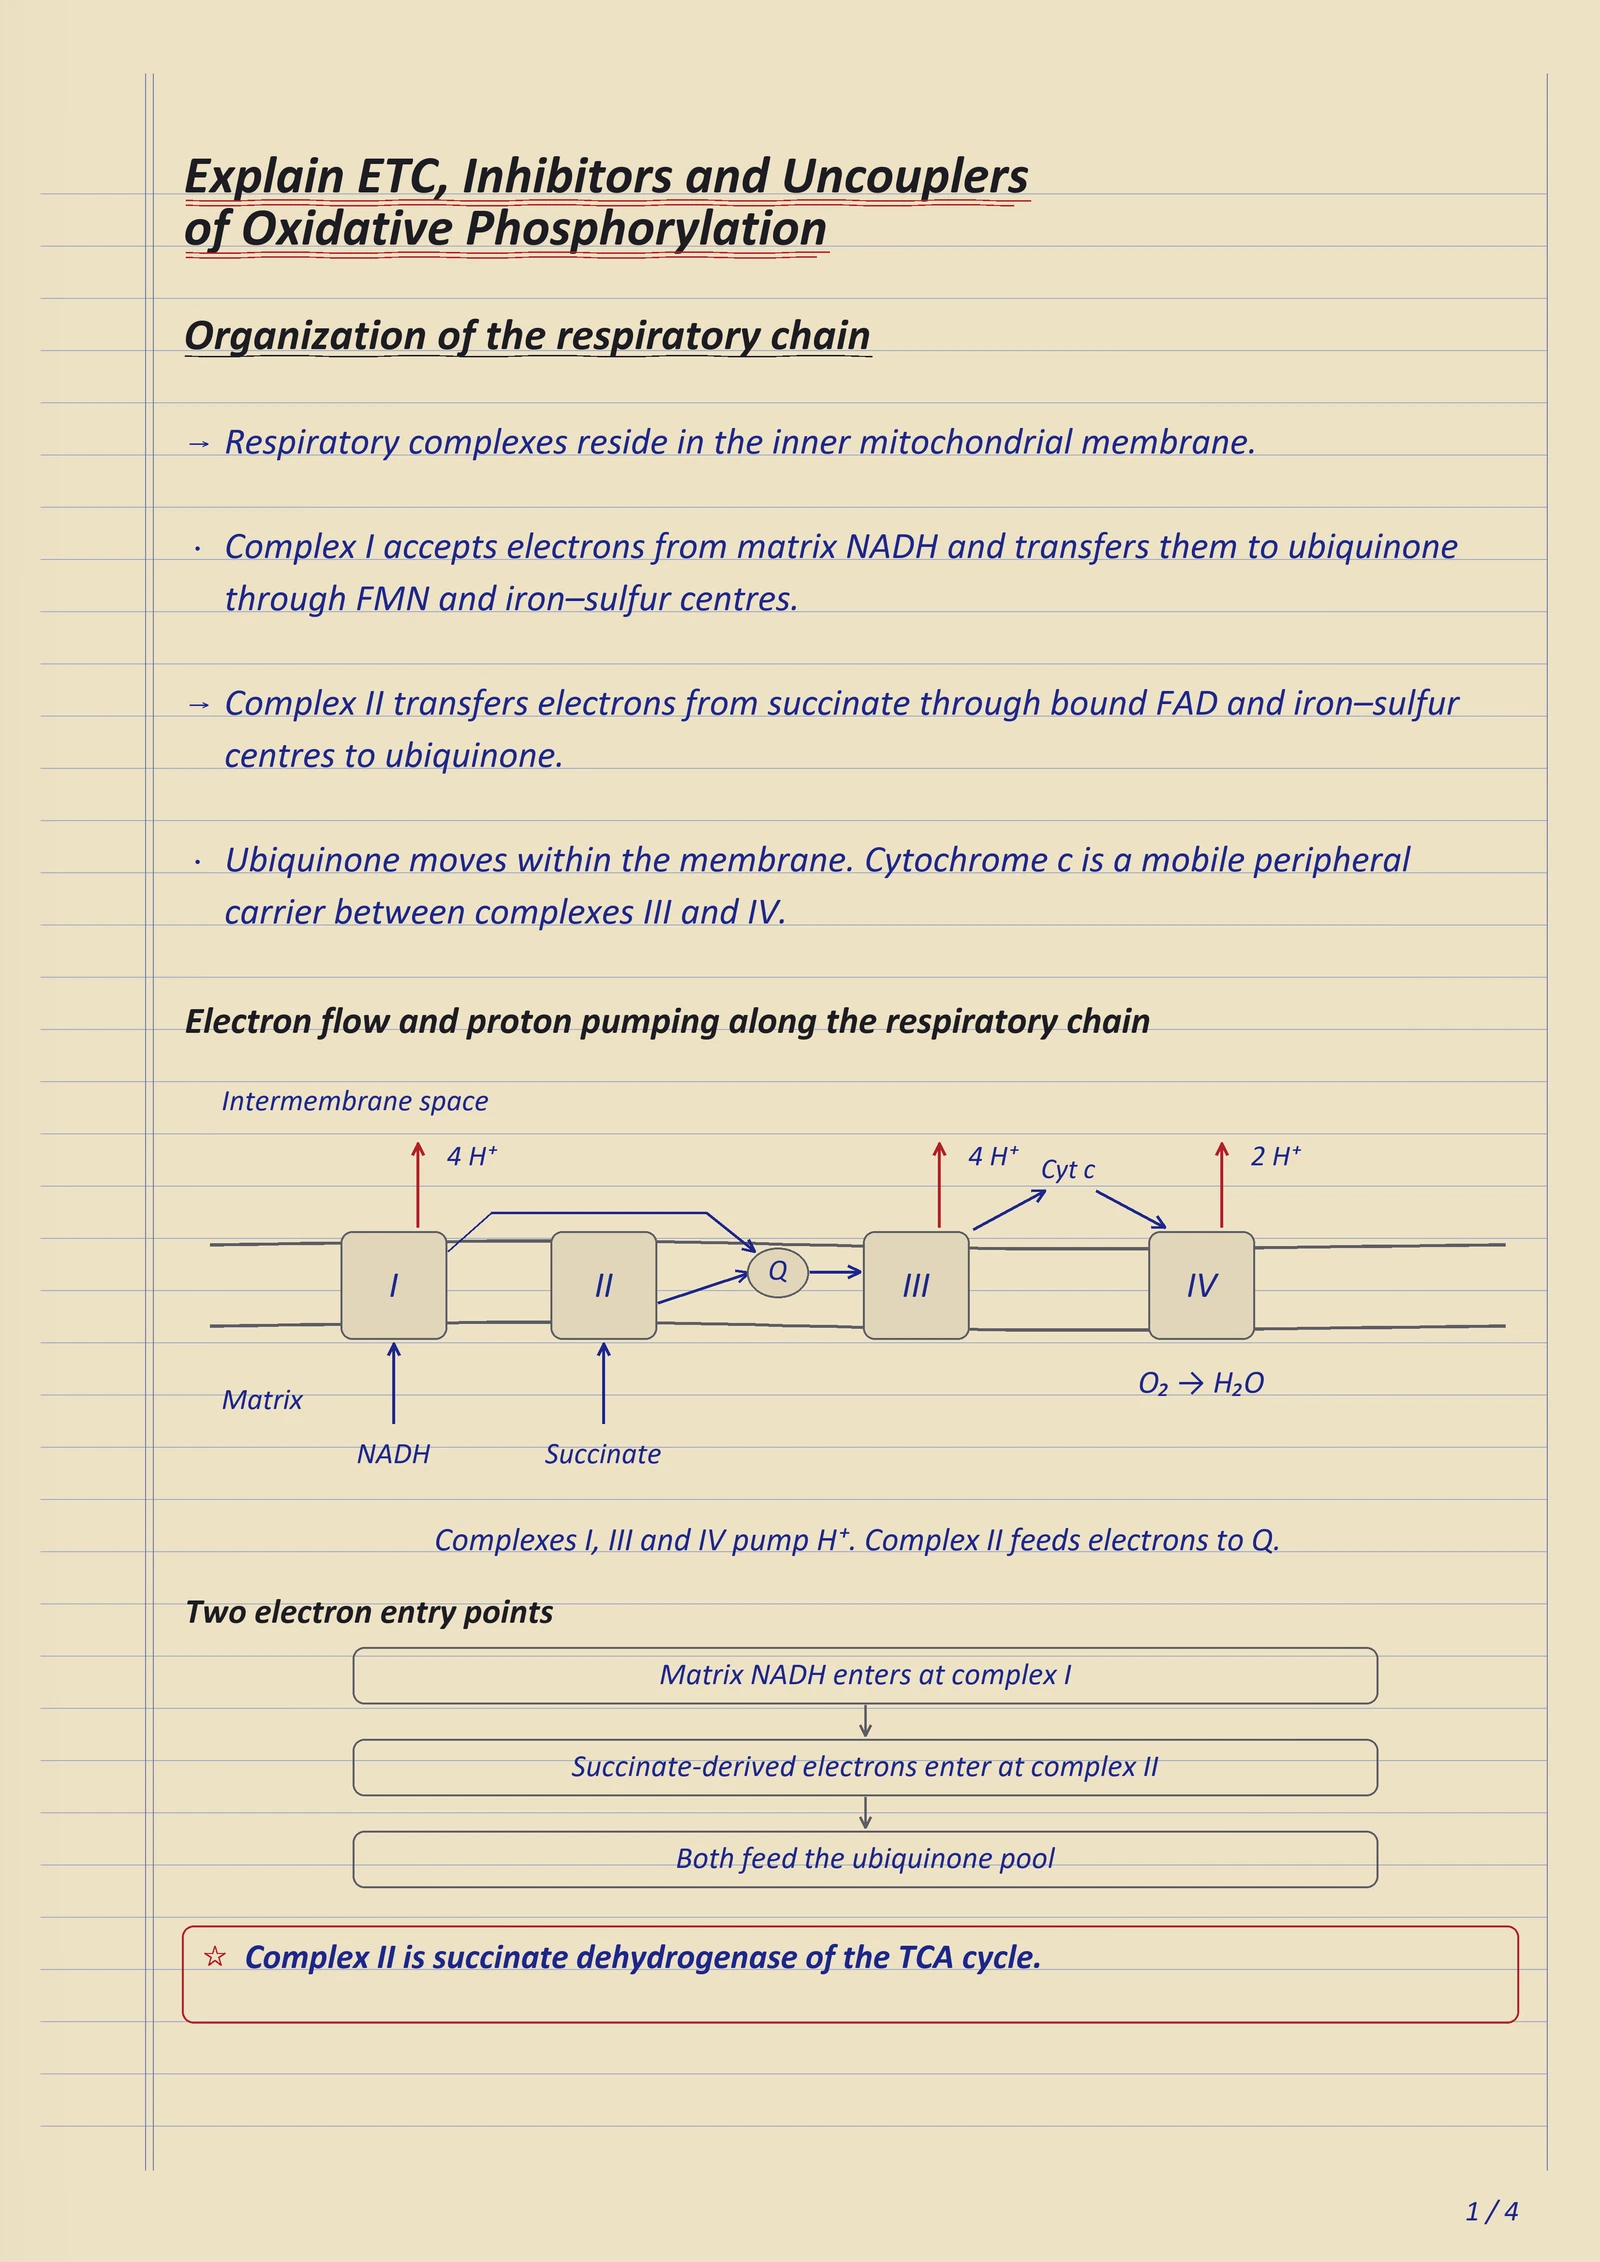 Explain ETC, Inhibitors and Uncouplers
of Oxidative Phosphorylation
Organization of the respiratory chain
→ Respiratory complexes reside in the inner mitochondrial membrane.
· Complex I accepts electrons from matrix NADH and transfers them to ubiquinone
through FMN and iron–sulfur centres.
→ Complex II transfers electrons from succinate through bound FAD and iron–sulfur
centres to ubiquinone.
· Ubiquinone moves within the membrane. Cytochrome c is a mobile peripheral
carrier between complexes III and IV.
Electron flow and proton pumping along the respiratory chain
Intermembrane space
4 H⁺ 4 H⁺ Cyt c 2 H⁺
I II Q III IV
O₂ → H₂O
Matrix
NADH Succinate
Complexes I, III and IV pump H⁺. Complex II feeds electrons to Q.
Two electron entry points
Matrix NADH enters at complex I
Succinate-derived electrons enter at complex II
Both feed the ubiquinone pool
☆ Complex II is succinate dehydrogenase of the TCA cycle.
1 / 4